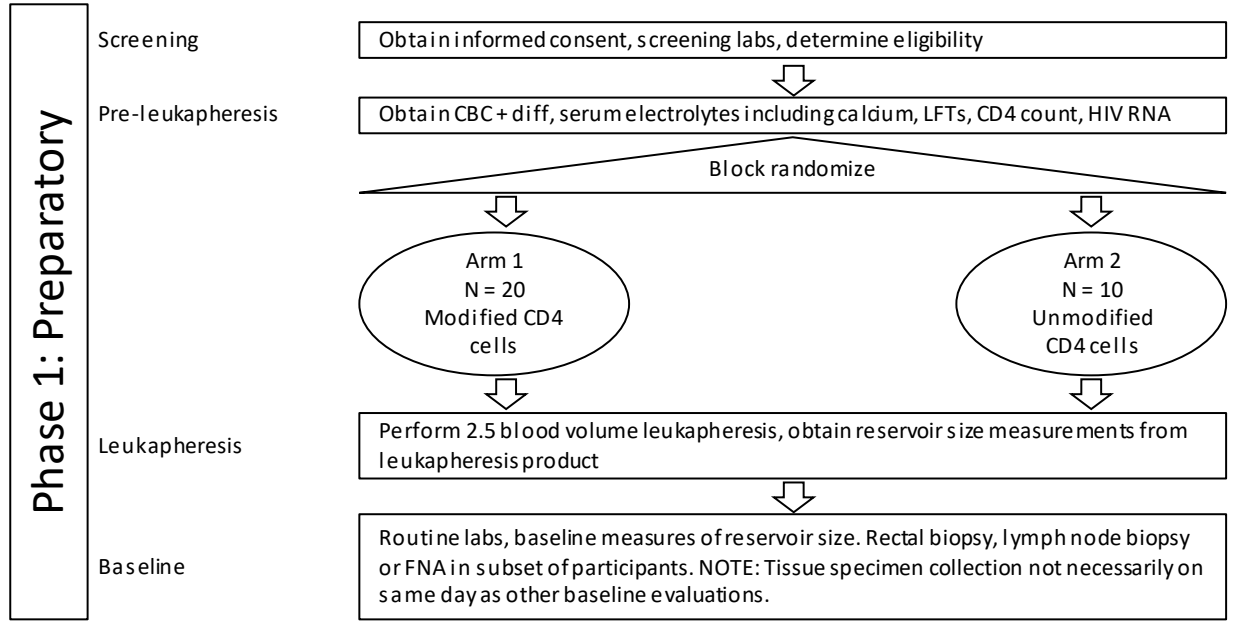 Phase 1: Preparatory
Screening
Obtain informed consent, screening labs, determine eligibility
Pre-leukapheresis
Obtain CBC + diff, serum electrolytes including calcium, LFTs, CD4 count, HIV RNA
Block randomize
Arm 1
N = 20
Modified CD4
cells
Arm 2
N = 10
Unmodified
CD4 cells
Leukapheresis
Perform 2.5 blood volume leukapheresis, obtain reservoir size measurements from
leukapheresis product
Baseline
Routine labs, baseline measures of reservoir size. Rectal biopsy, lymph node biopsy
or FNA in subset of participants. NOTE: Tissue specimen collection not necessarily on
same day as other baseline evaluations.